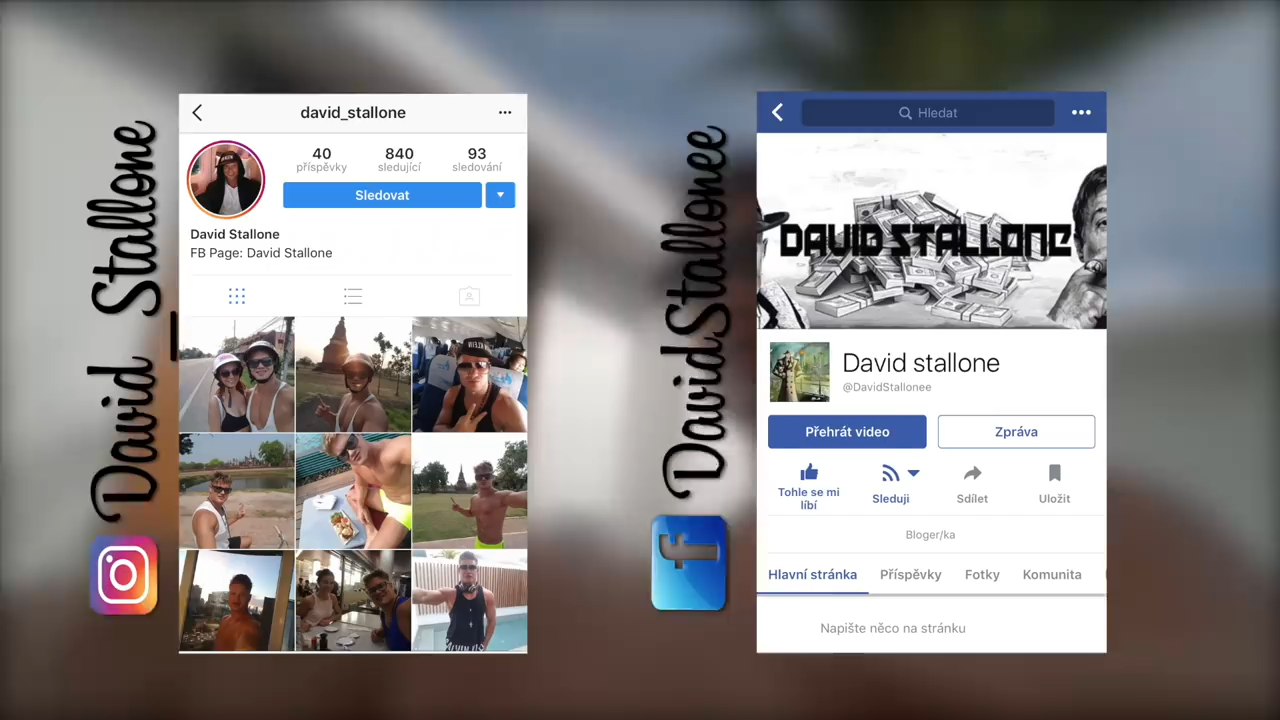 David_Stallone
david_stallone
40 840 93
příspěvky sledující sledování
Sledovat
David Stallone
FB Page: David Stallone
DavidStallonee
Hledat
DAVID STALLONE
David stallone
@DavidStallonee
Přehrát video Zpráva
Tohle se mi
líbí
Sleduji Sdílet Uložit
Bloger/ka
Hlavní stránka Příspěvky Fotky Komunita
Napište něco na stránku